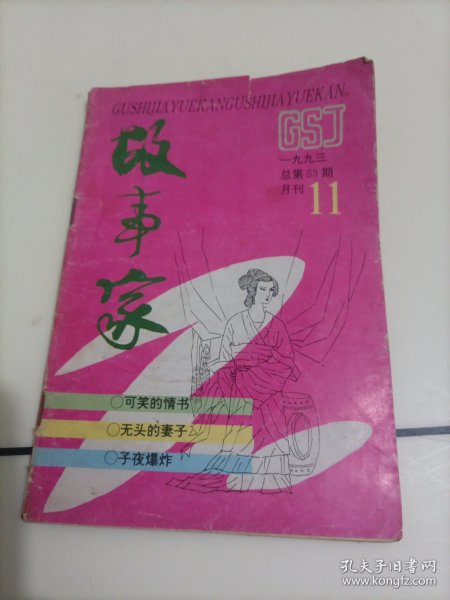 GUSHIJIAYUEKANGUSHIJIAYUEKAN
GSJ
故事家
一九九三
总第53期
月刊 11
○可笑的情书
○无头的妻子
○子夜爆炸
孔夫子旧书网
www.kongfz.com